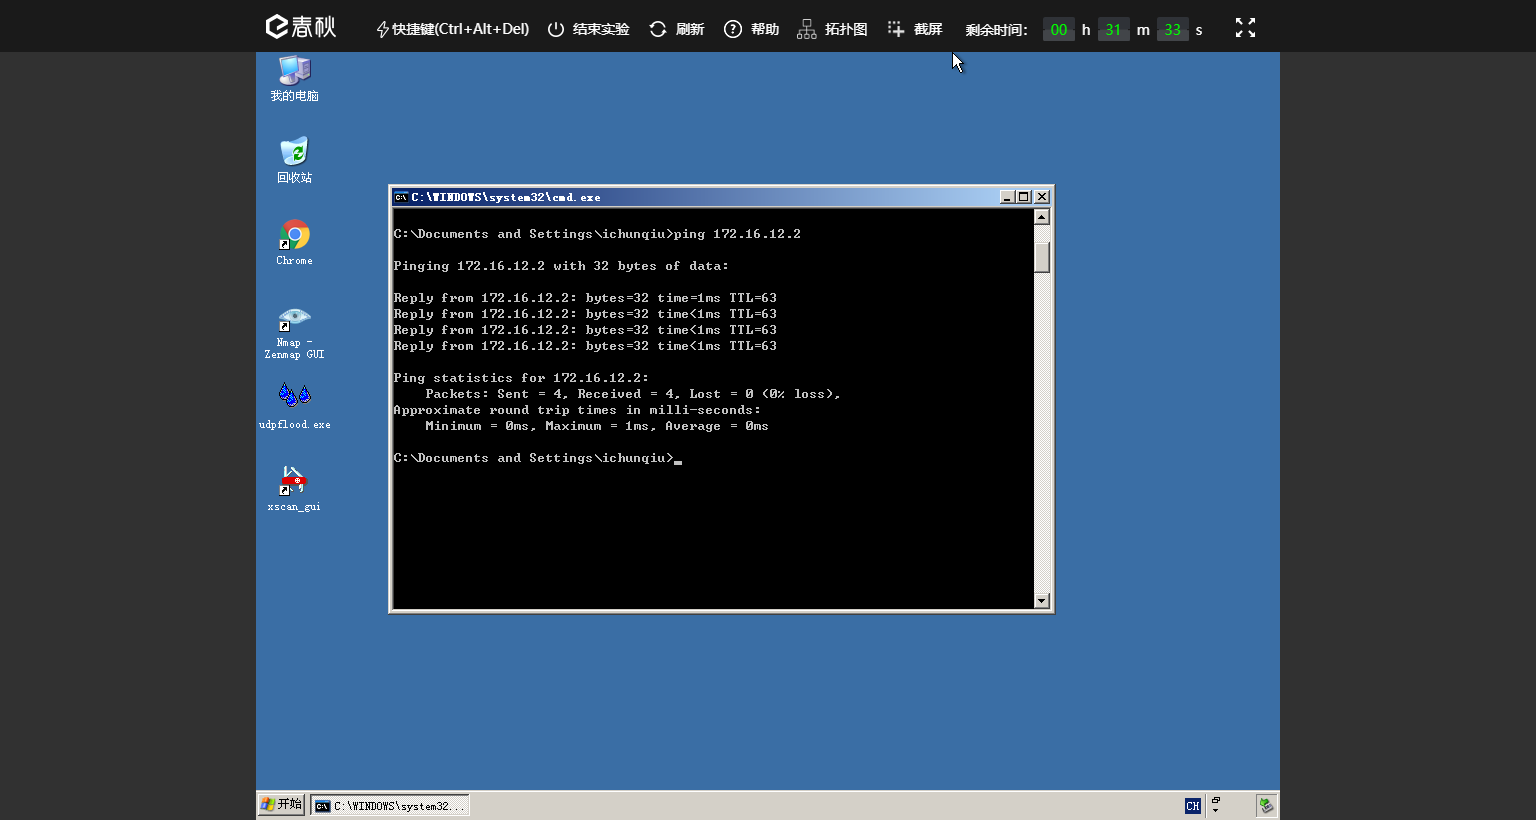 春秋 快捷键(Ctrl+Alt+Del) 结束实验 刷新 帮助 拓扑图 截屏 剩余时间: 00 h 31 m 33 s
我的电脑
回收站
Chrome
Nmap -
Zenmap GUI
udpflood.exe
xscan_gui
C:\WINDOWS\system32\cmd.exe
C:\Documents and Settings\ichunqiu>ping 172.16.12.2
Pinging 172.16.12.2 with 32 bytes of data:
Reply from 172.16.12.2: bytes=32 time=1ms TTL=63
Reply from 172.16.12.2: bytes=32 time<1ms TTL=63
Reply from 172.16.12.2: bytes=32 time<1ms TTL=63
Reply from 172.16.12.2: bytes=32 time<1ms TTL=63
Ping statistics for 172.16.12.2:
Packets: Sent = 4, Received = 4, Lost = 0 (0% loss),
Approximate round trip times in milli-seconds:
Minimum = 0ms, Maximum = 1ms, Average = 0ms
C:\Documents and Settings\ichunqiu>
开始 C:\WINDOWS\system32... CH